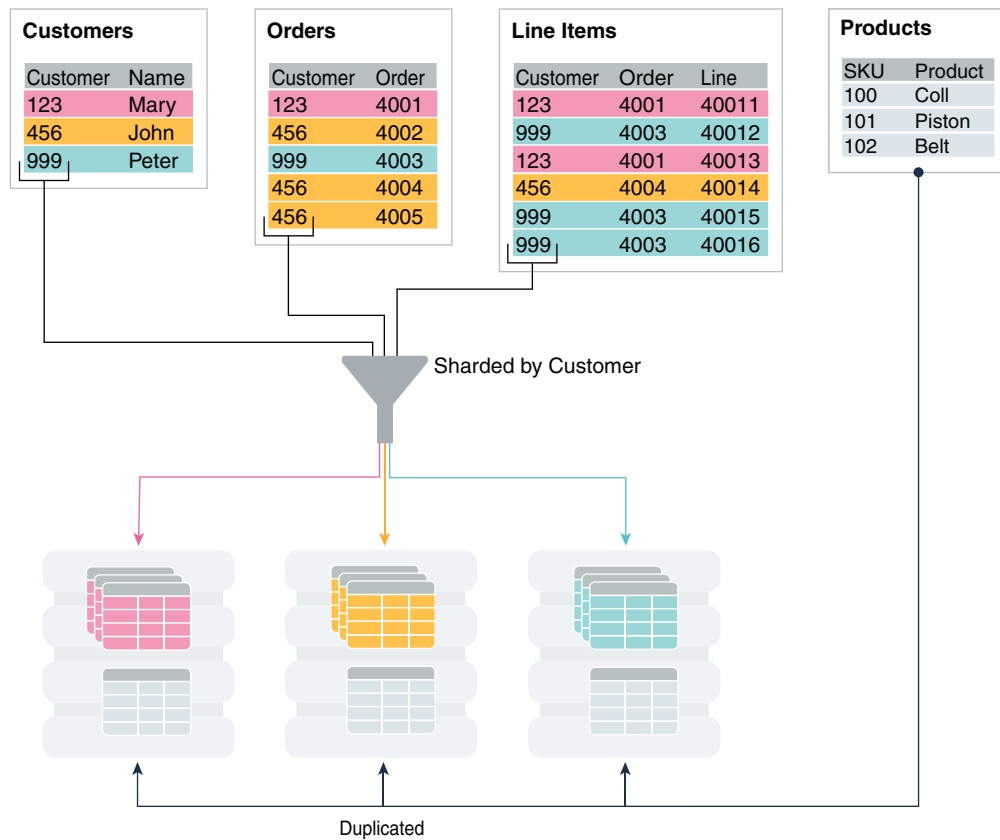 Customers
Customer Name
123 Mary
456 John
999 Peter
Orders
Customer Order
123 4001
456 4002
999 4003
456 4004
456 4005
Line Items
Customer Order Line
123 4001 40011
999 4003 40012
123 4001 40013
456 4004 40014
999 4003 40015
999 4003 40016
Products
SKU Product
100 Coll
101 Piston
102 Belt
Sharded by Customer
Duplicated